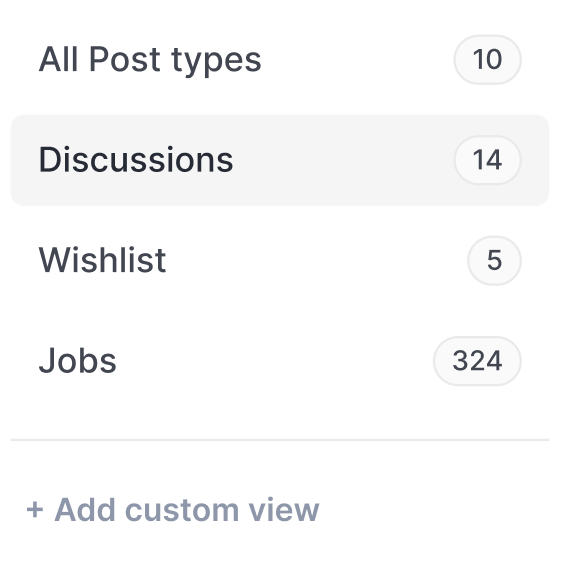 All Post types 10
Discussions 14
Wishlist 5
Jobs 324
+ Add custom view